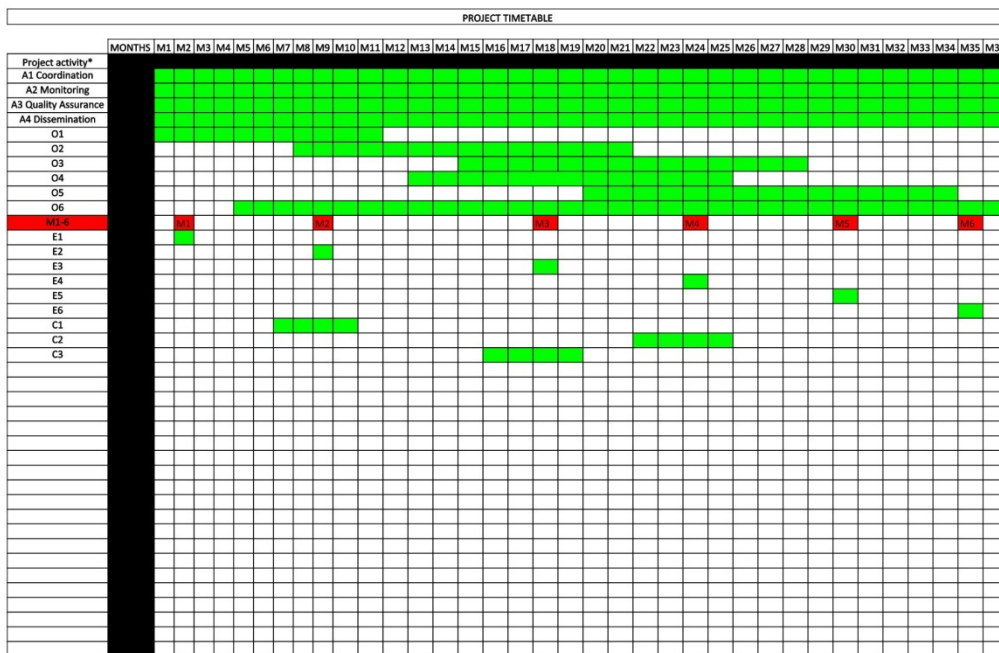 PROJECT TIMETABLE
MONTHS M1 M2 M3 M4 M5 M6 M7 M8 M9 M10 M11 M12 M13 M14 M15 M16 M17 M18 M19 M20 M21 M22 M23 M24 M25 M26 M27 M28 M29 M30 M31 M32 M33 M34 M35 M3
Project activity*
A1 Coordination
A2 Monitoring
A3 Quality Assurance
A4 Dissemination
O1
O2
O3
O4
O5
O6
M1-6 M1 M2 M3 M4 M5 M6
E1
E2
E3
E4
E5
E6
C1
C2
C3